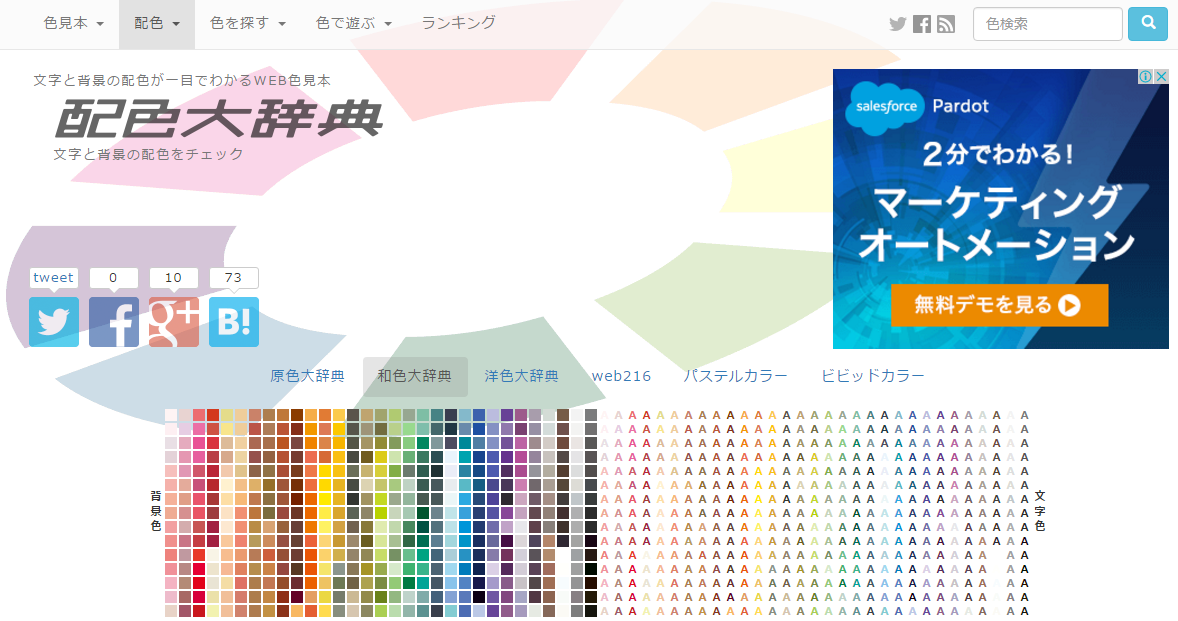 色見本 配色 色を探す 色で遊ぶ ランキング 色検索
文字と背景の配色が一目でわかるWEB色見本
配色大辞典
文字と背景の配色をチェック
salesforce Pardot
2分でわかる!
マーケティング
オートメーション
無料デモを見る
tweet 0 10 73
g+ B!
原色大辞典 和色大辞典 洋色大辞典 web216 パステルカラー ビビッドカラー
背景色
文字色